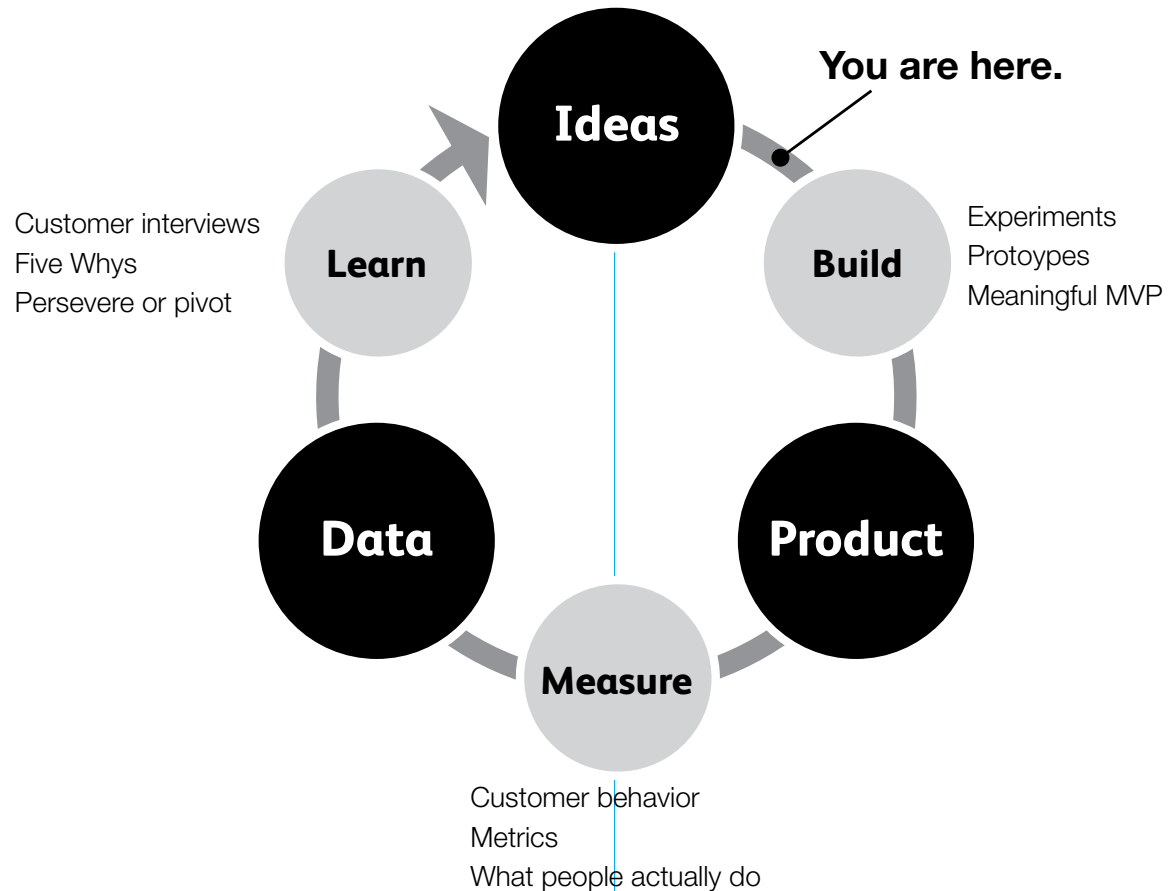 Ideas
You are here.
Customer interviews
Five Whys
Persevere or pivot
Learn
Build
Experiments
Protoypes
Meaningful MVP
Data
Product
Measure
Customer behavior
Metrics
What people actually do